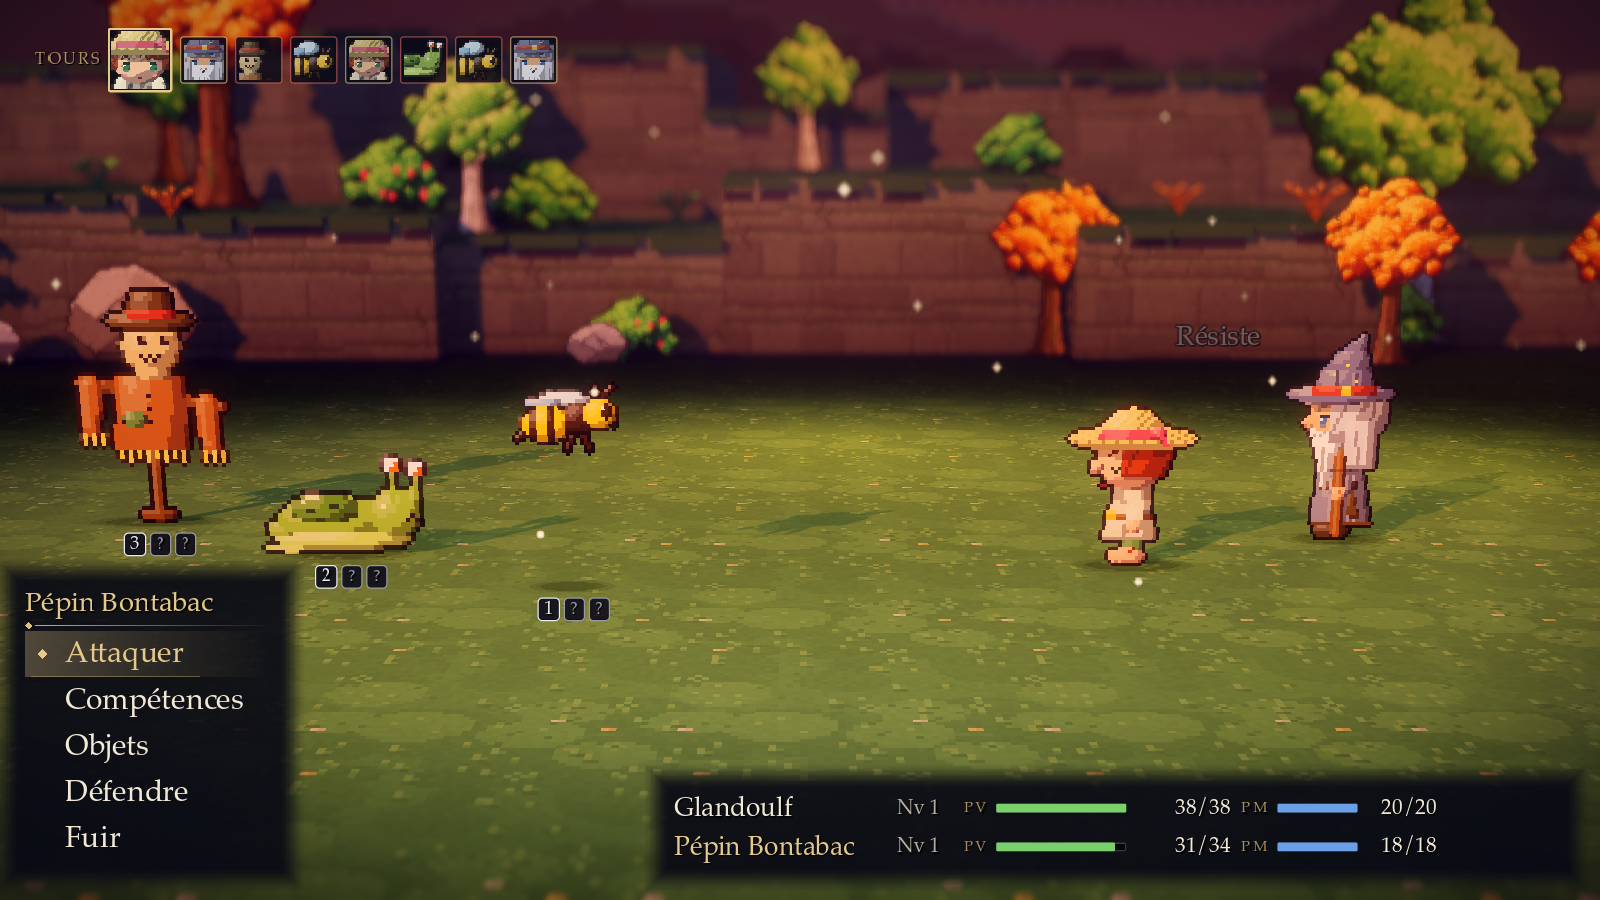 TOURS
Résiste
3 ? ?
2 ? ?
1 ? ?
Pépin Bontabac
Attaquer
Compétences
Objets
Défendre
Fuir
Glandoulf Nv 1 PV 38/38 PM 20/20
Pépin Bontabac Nv 1 PV 31/34 PM 18/18